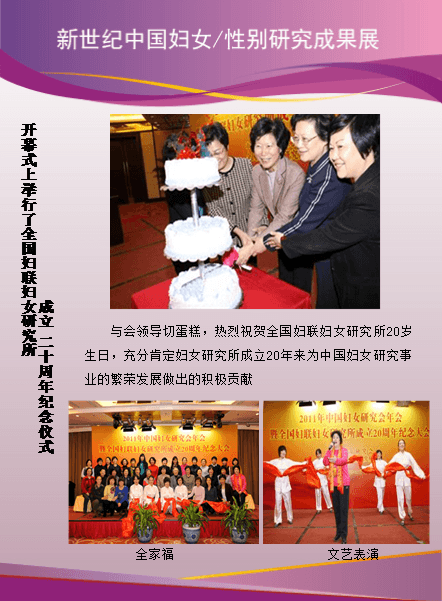 新世纪中国妇女/性别研究成果展
开幕式上举行了全国妇联妇女研究所
成立二十周年纪念仪式
与会领导切蛋糕，热烈祝贺全国妇联妇女研究所20岁
生日，充分肯定妇女研究所成立20年来为中国妇女研究事
业的繁荣发展做出的积极贡献
2011年中国妇女研究会年会
暨全国妇联妇女研究所成立20周年纪念大会
2011年中国妇女研究会年会
暨全国妇联妇女研究所成立20周年纪念大会
全家福
文艺表演